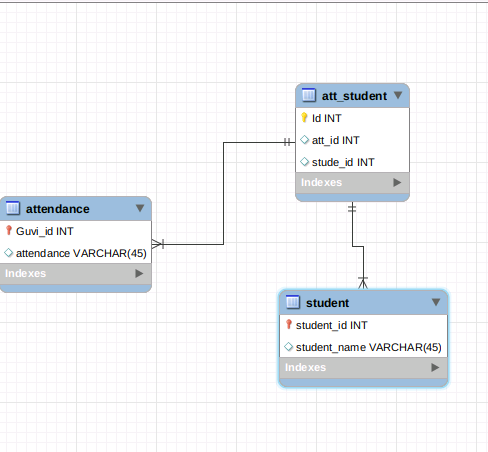 att_student
Id INT
att_id INT
stude_id INT
Indexes
attendance
Guvi_id INT
attendance VARCHAR(45)
Indexes
student
student_id INT
student_name VARCHAR(45)
Indexes